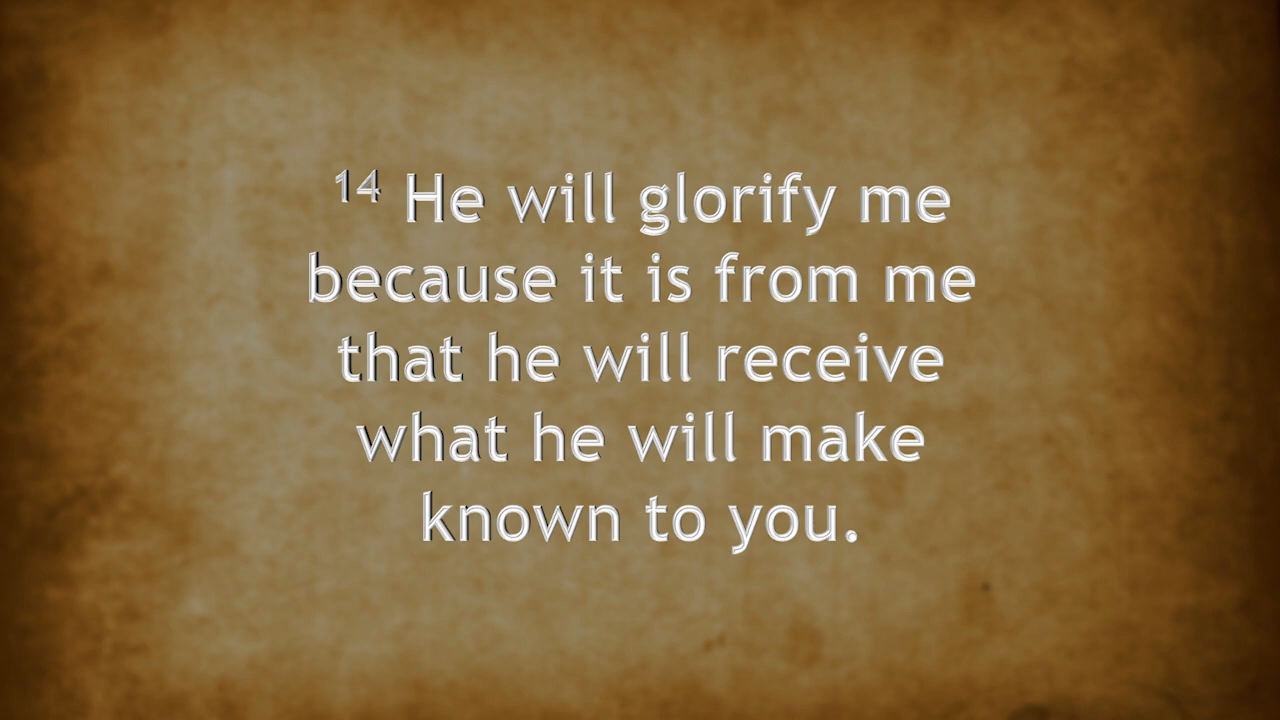 14 He will glorify me
because it is from me
that he will receive
what he will make
known to you.